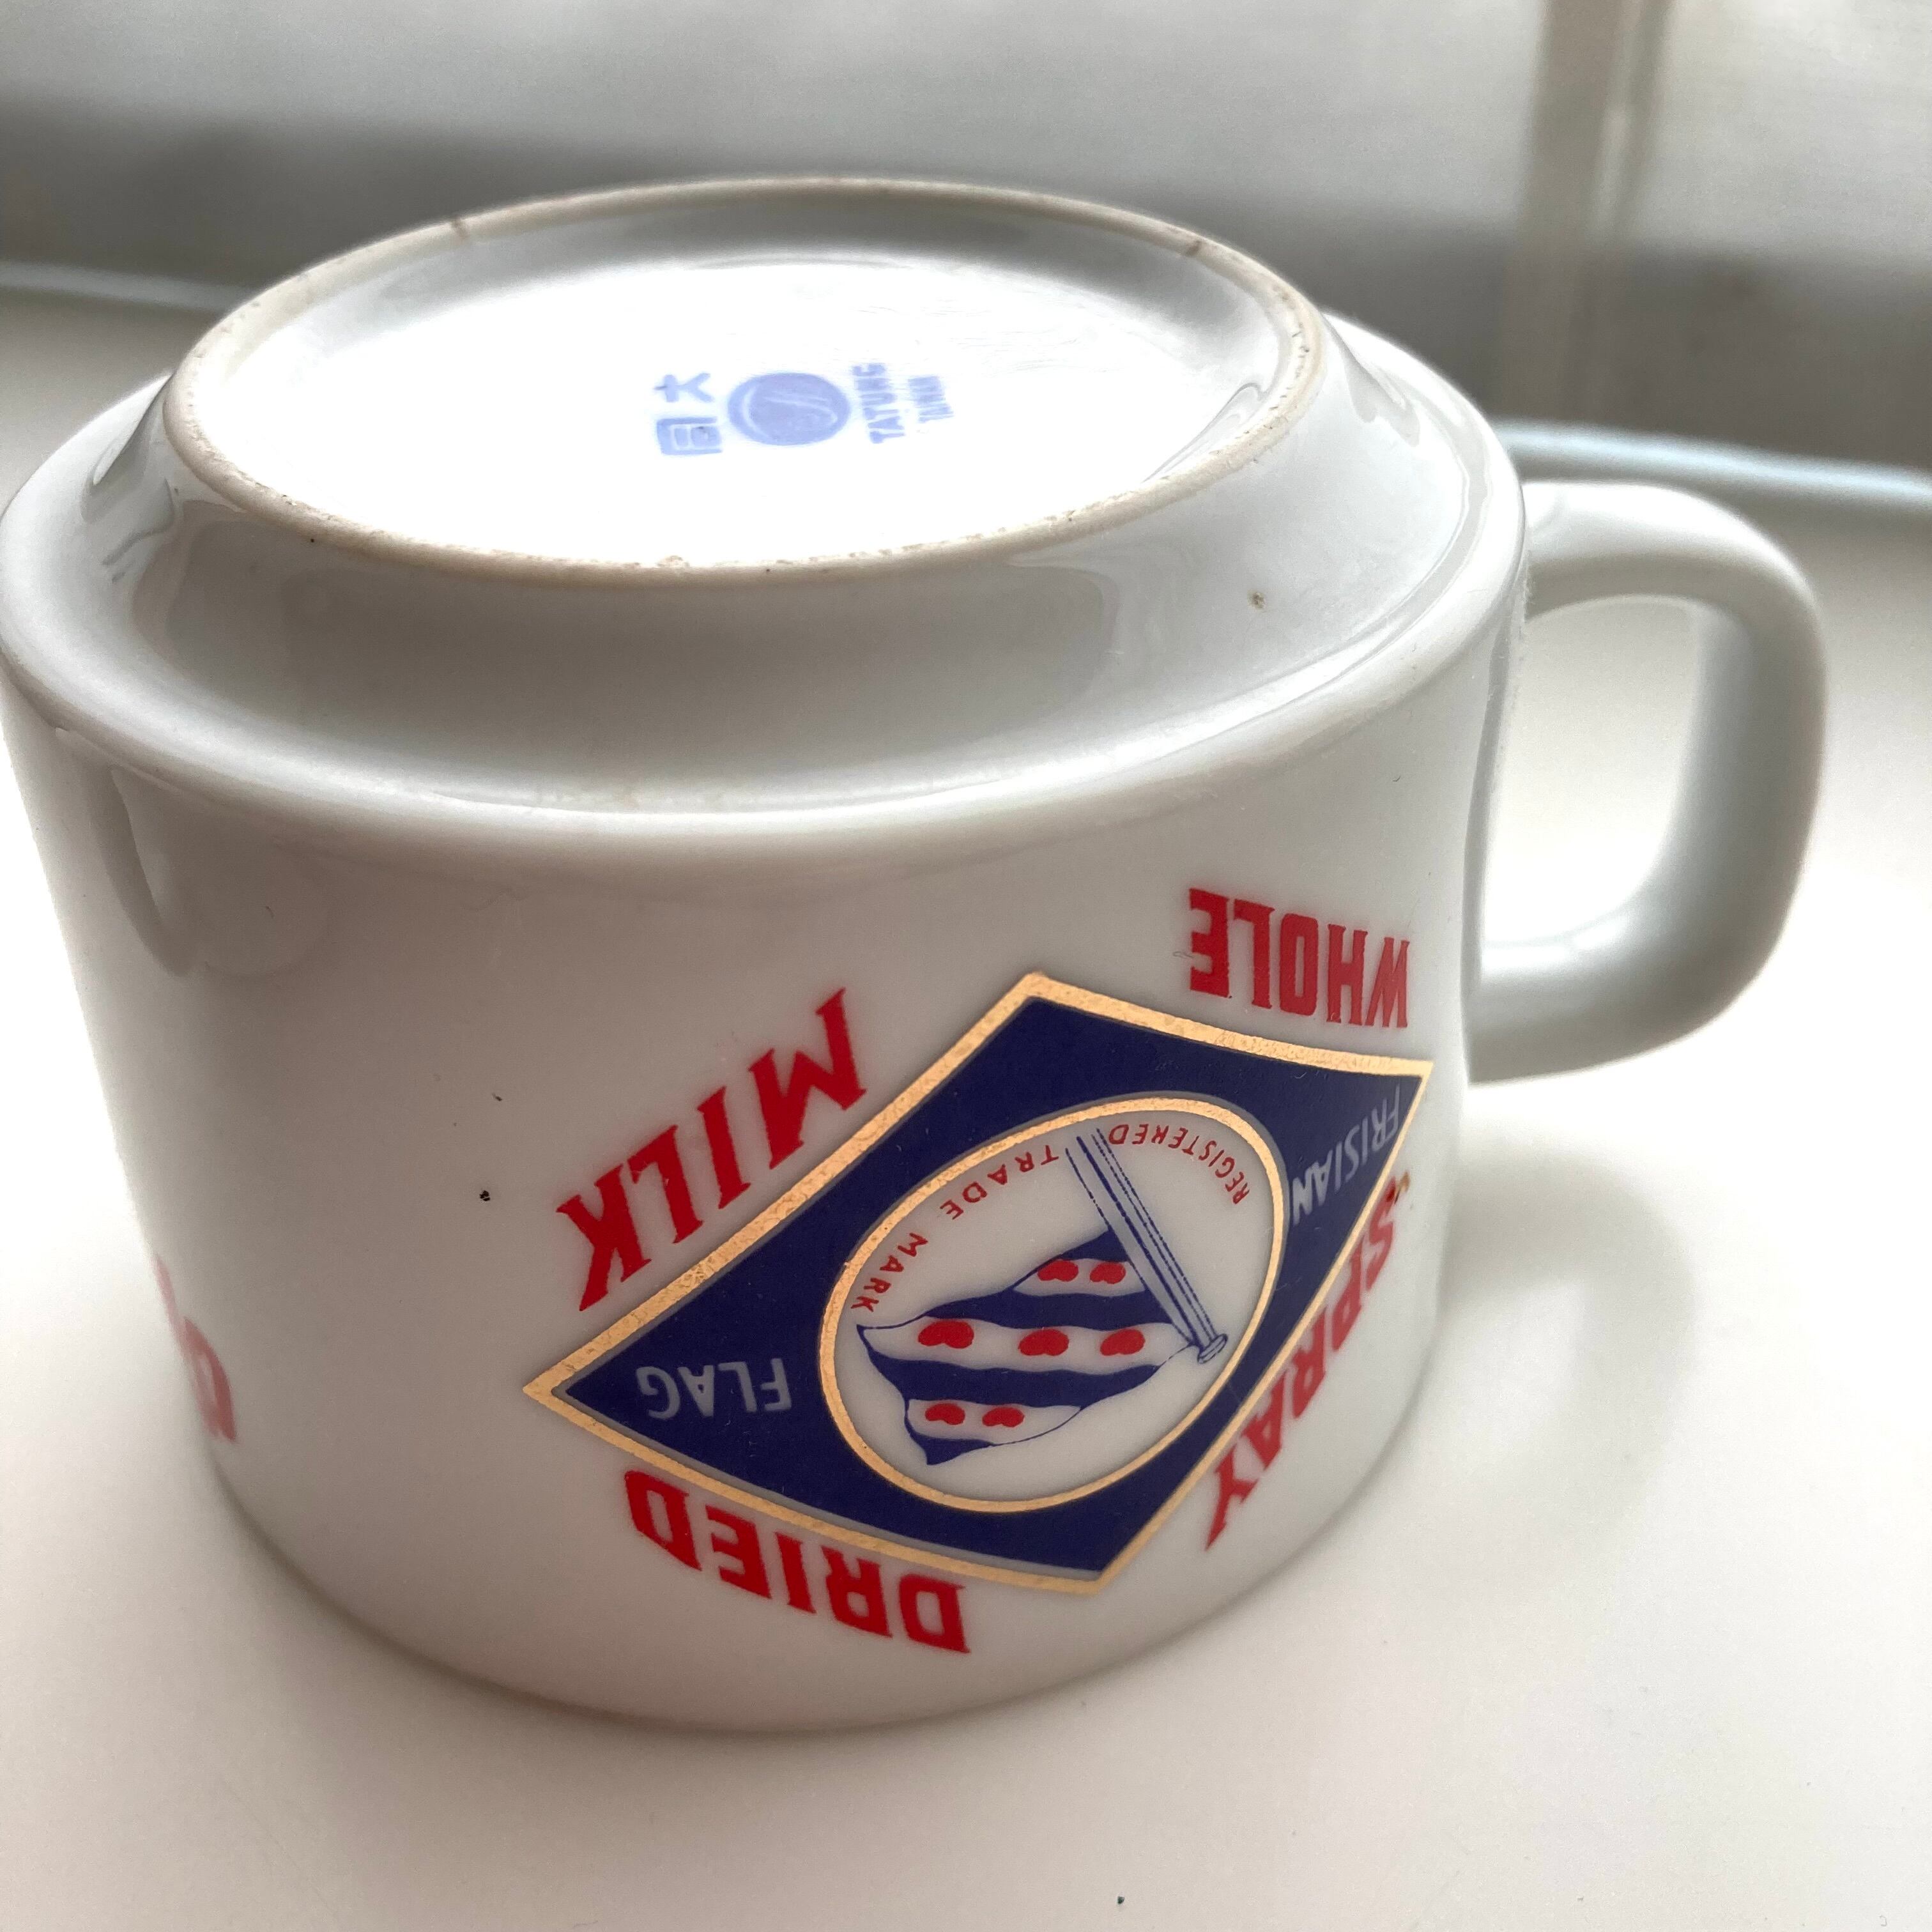 大同
TATUNG
TAIWAN
SPRAY DRIED
FRISIAN FLAG
REGISTERED TRADE MARK
WHOLE MILK